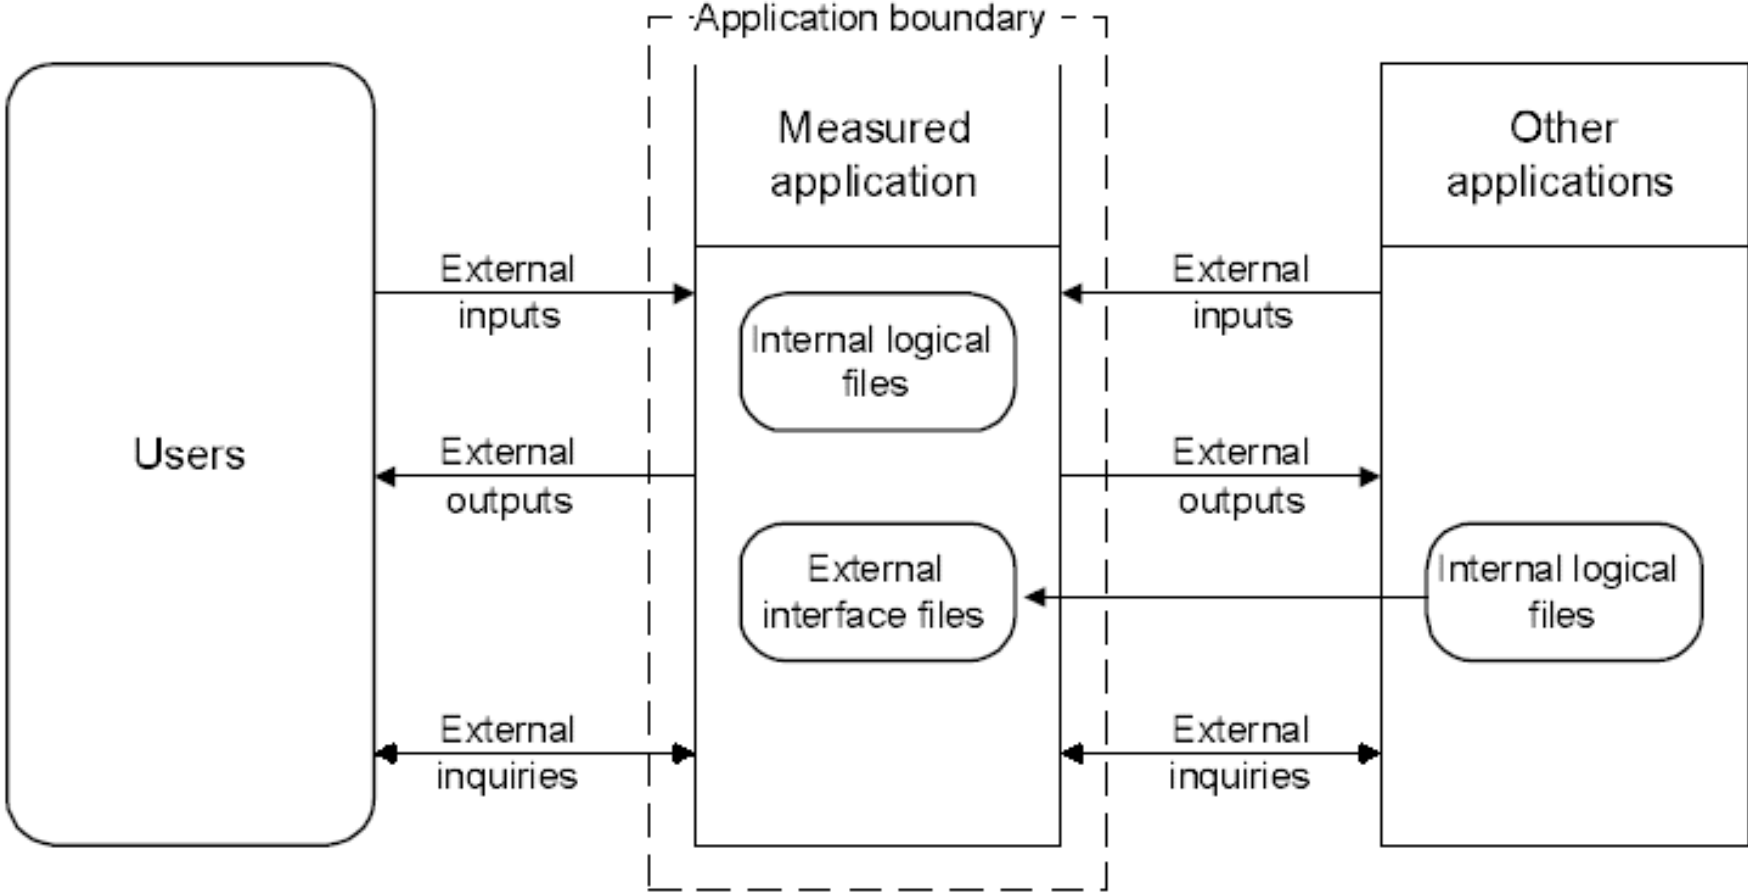 Application boundary
Measured
application
Other
applications
External
inputs
External
inputs
Internal logical
files
Users
External
outputs
External
outputs
External
interface files
Internal logical
files
External
inquiries
External
inquiries